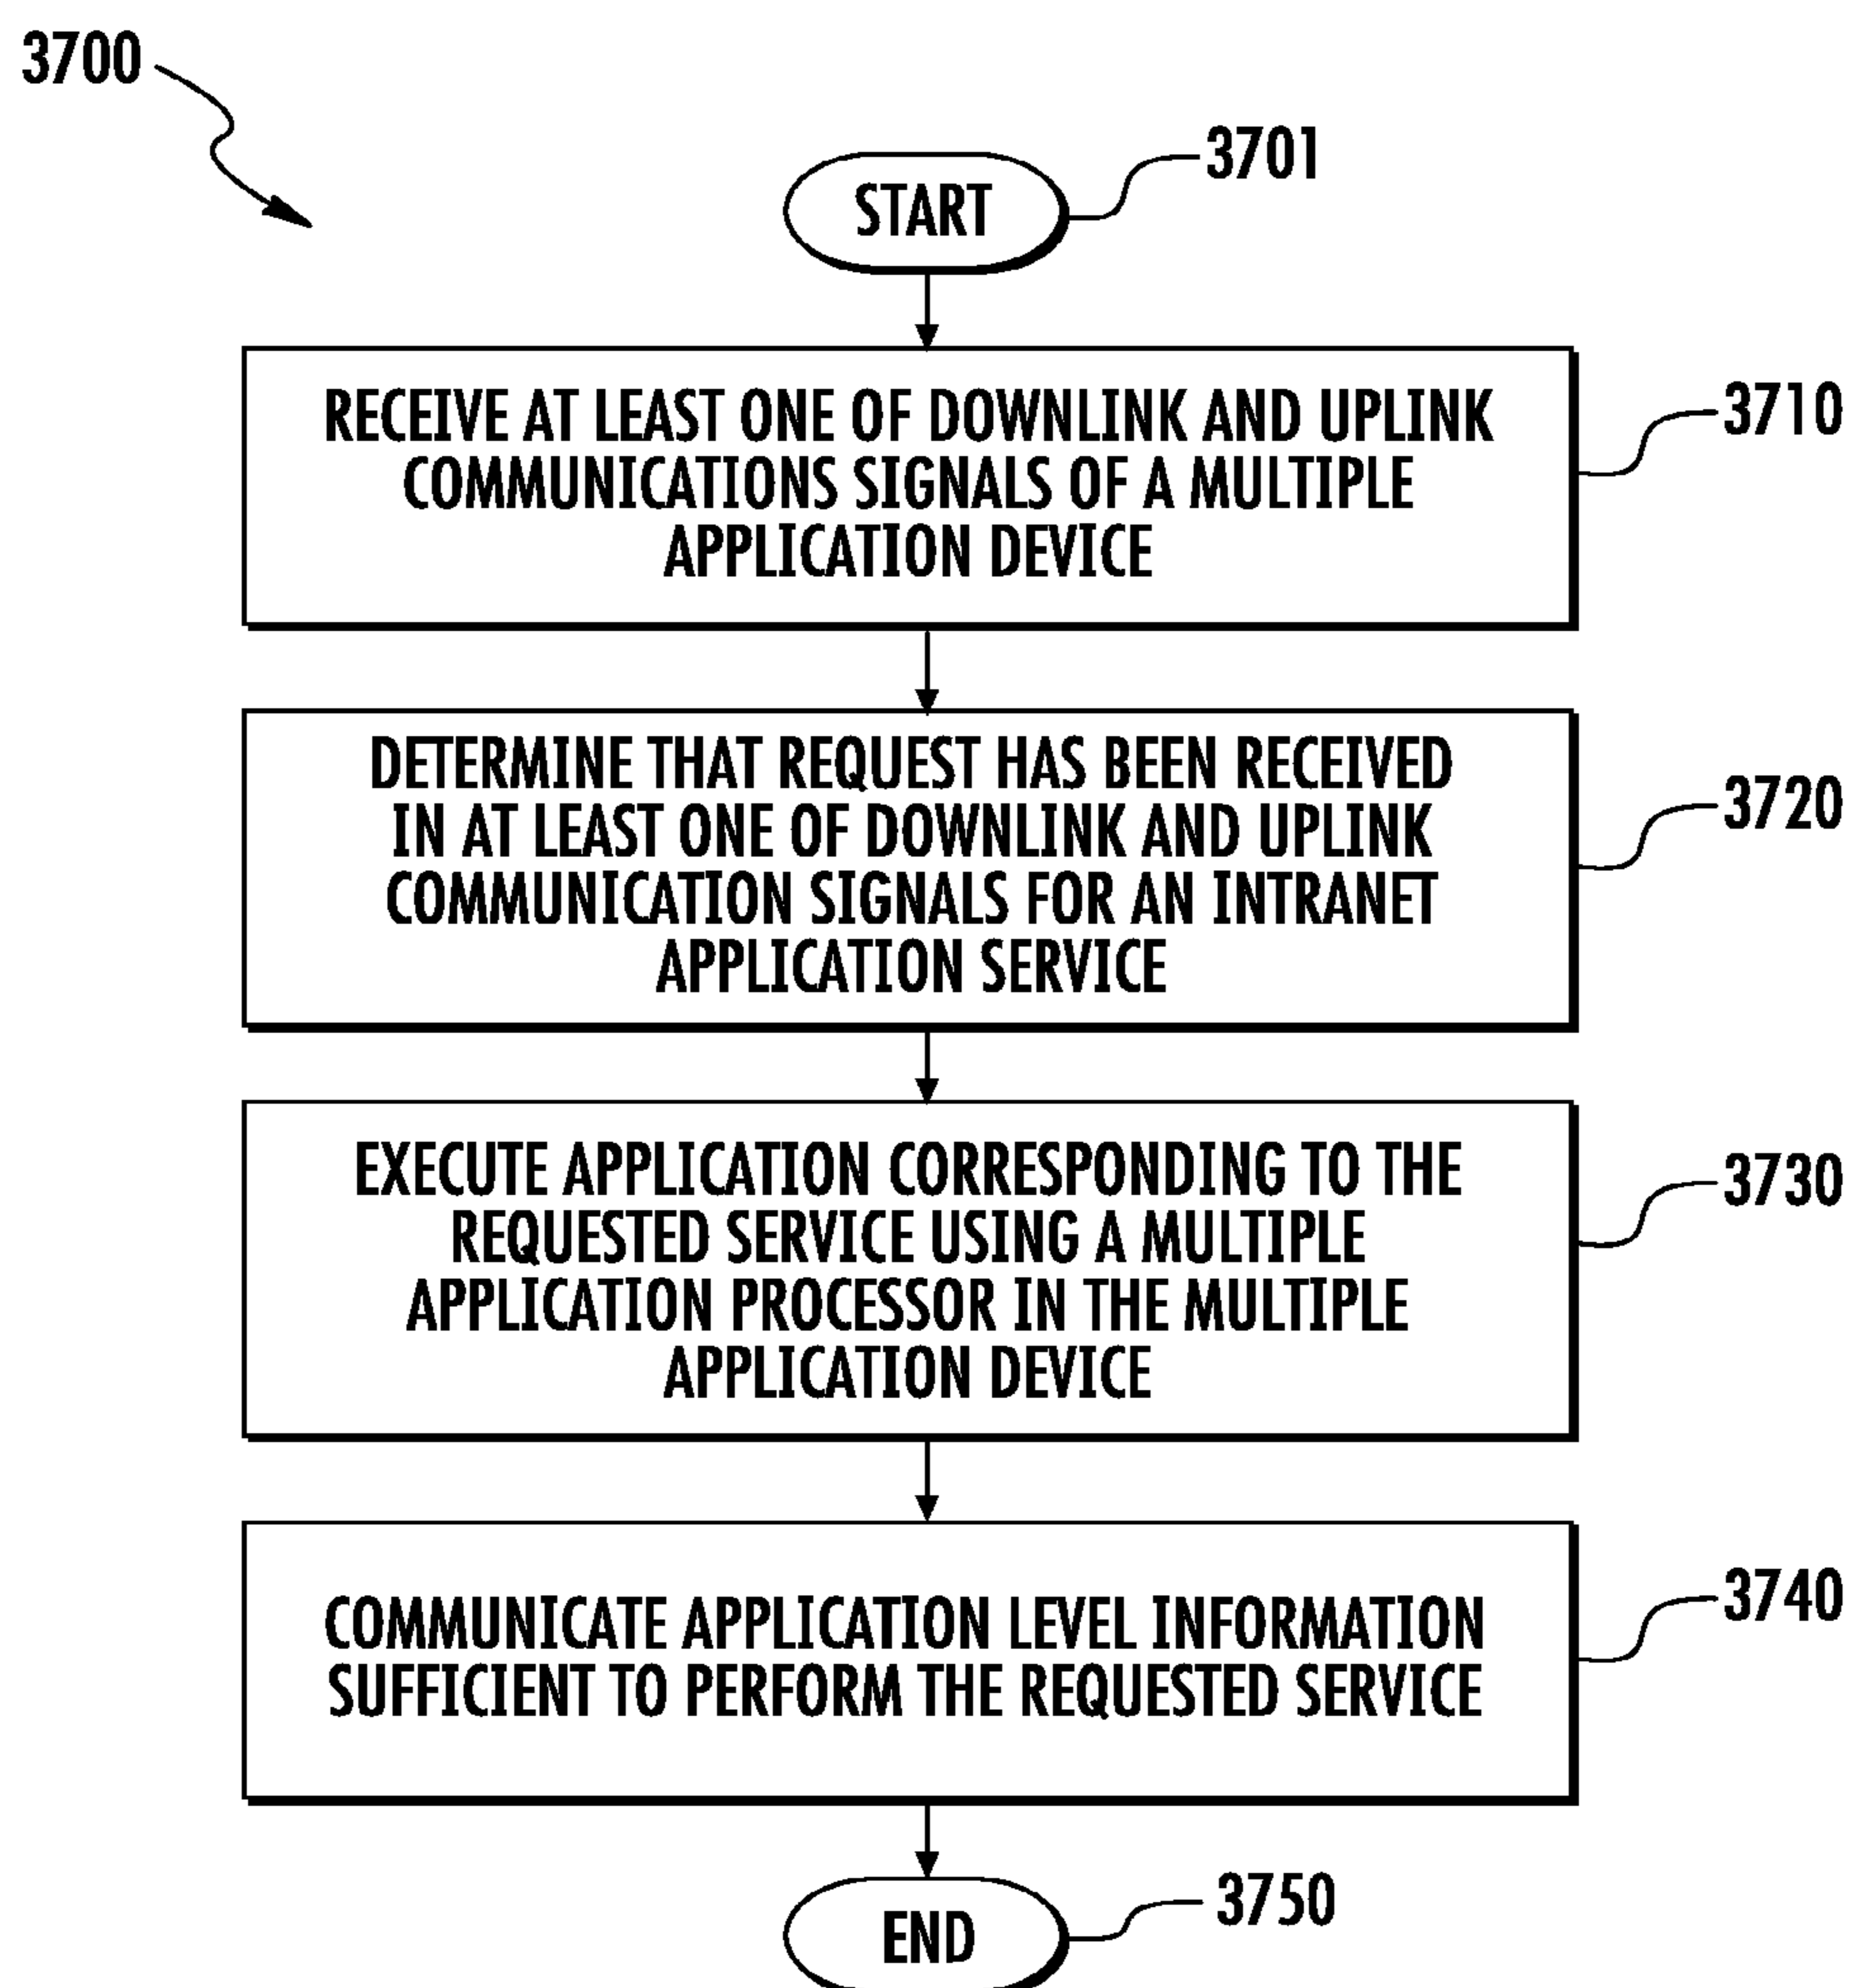 3700
3701
START
RECEIVE AT LEAST ONE OF DOWNLINK AND UPLINK
COMMUNICATIONS SIGNALS OF A MULTIPLE
APPLICATION DEVICE
3710
DETERMINE THAT REQUEST HAS BEEN RECEIVED
IN AT LEAST ONE OF DOWNLINK AND UPLINK
COMMUNICATION SIGNALS FOR AN INTRANET
APPLICATION SERVICE
3720
EXECUTE APPLICATION CORRESPONDING TO THE
REQUESTED SERVICE USING A MULTIPLE
APPLICATION PROCESSOR IN THE MULTIPLE
APPLICATION DEVICE
3730
COMMUNICATE APPLICATION LEVEL INFORMATION
SUFFICIENT TO PERFORM THE REQUESTED SERVICE
3740
3750
END